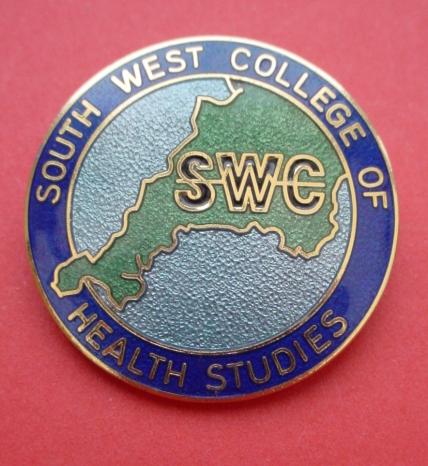 SOUTH WEST COLLEGE OF
SWC
HEALTH STUDIES